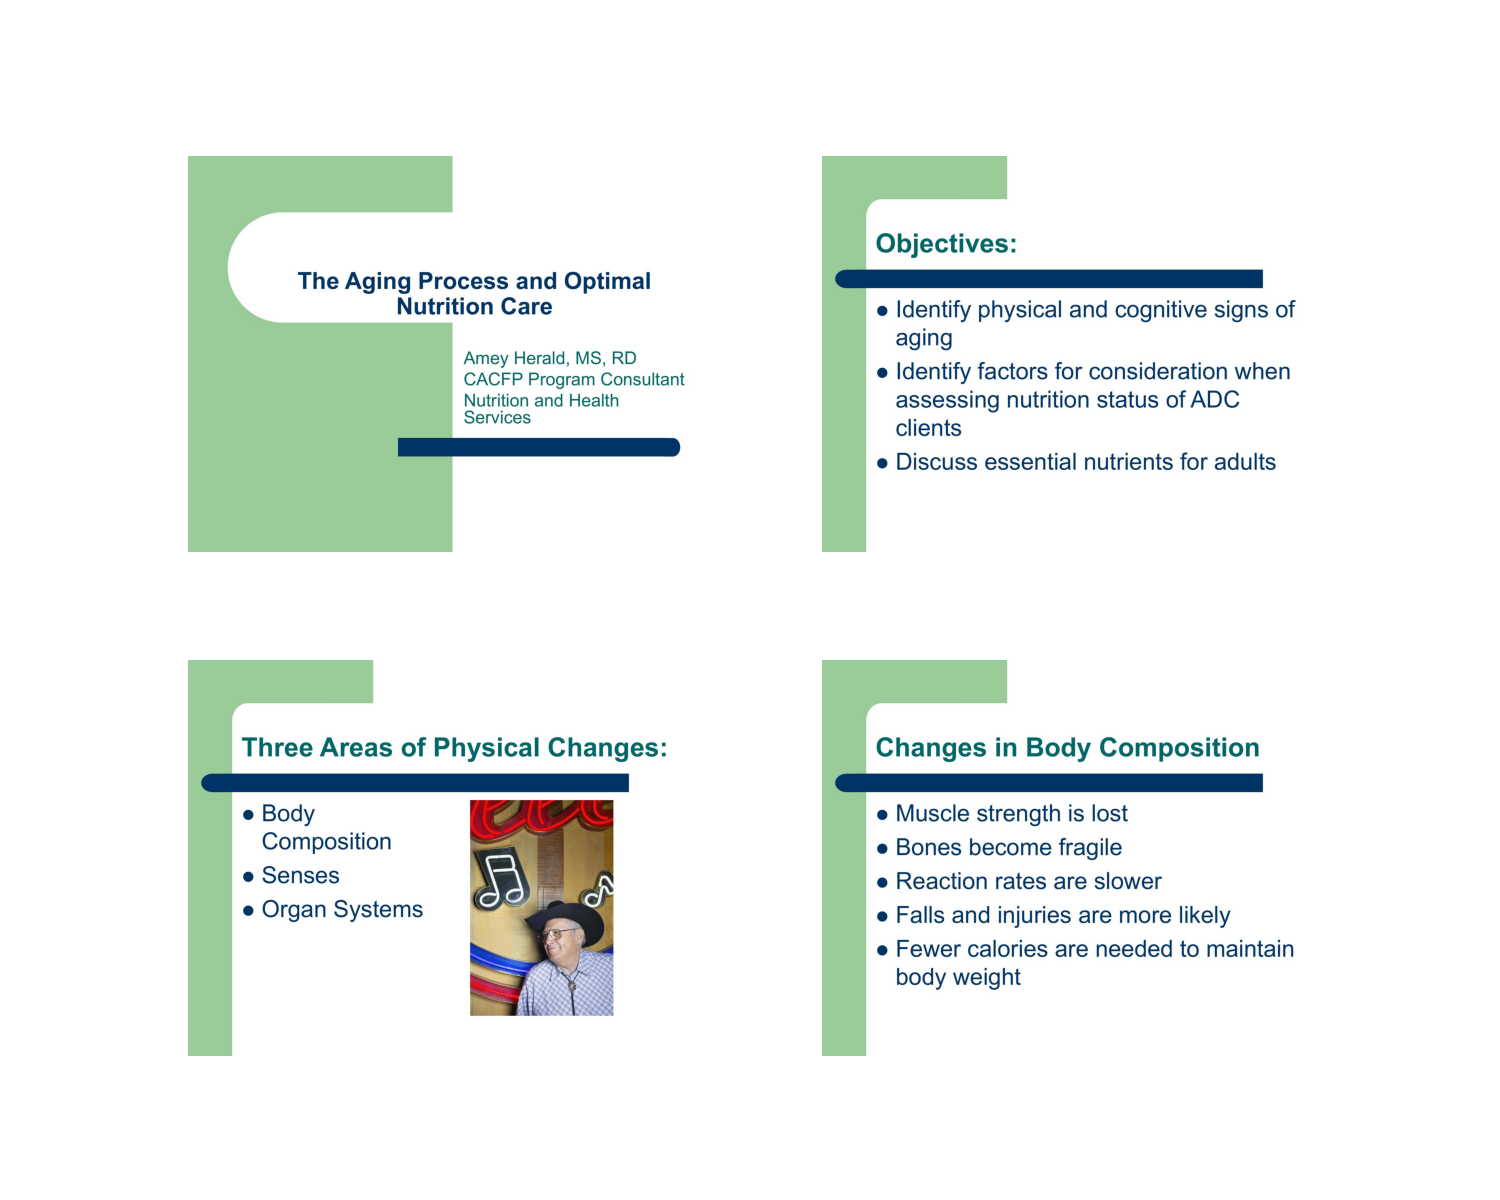 The Aging Process and Optimal
Nutrition Care
Amey Herald, MS, RD
CACFP Program Consultant
Nutrition and Health
Services
Objectives:
● Identify physical and cognitive signs of
aging
● Identify factors for consideration when
assessing nutrition status of ADC
clients
● Discuss essential nutrients for adults
Three Areas of Physical Changes:
● Body
Composition
● Senses
● Organ Systems
Changes in Body Composition
● Muscle strength is lost
● Bones become fragile
● Reaction rates are slower
● Falls and injuries are more likely
● Fewer calories are needed to maintain
body weight